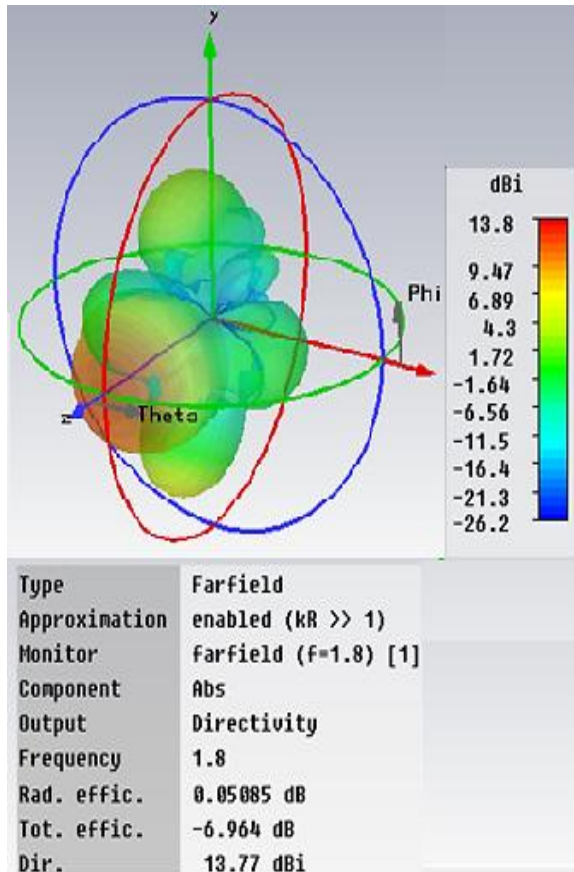 y
dBi
13.8
9.47
6.89
4.3
1.72
-1.64
-6.56
-11.5
-16.4
-21.3
-26.2
Phi
Theta
z
Type Farfield
Approximation enabled (kR >> 1)
Monitor farfield (f=1.8) [1]
Component Abs
Output Directivity
Frequency 1.8
Rad. effic. 0.05085 dB
Tot. effic. -6.964 dB
Dir. 13.77 dBi